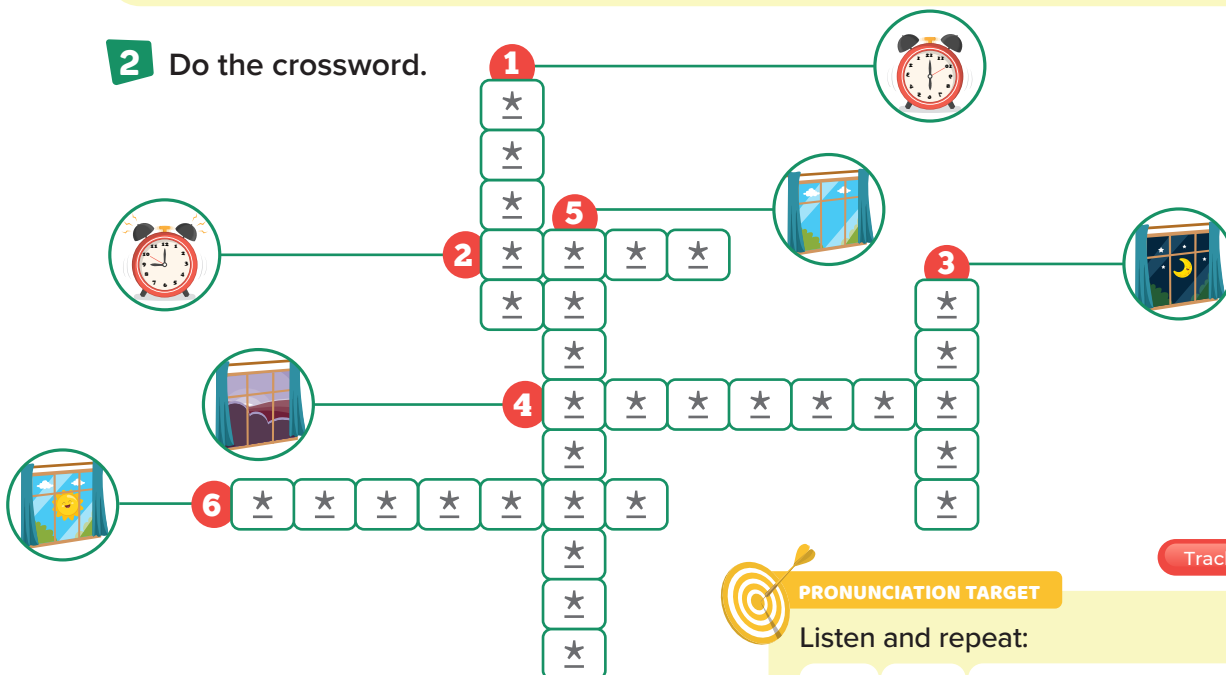 2 Do the crossword.
1
5
2
3
4
6
Track
PRONUNCIATION TARGET
Listen and repeat: